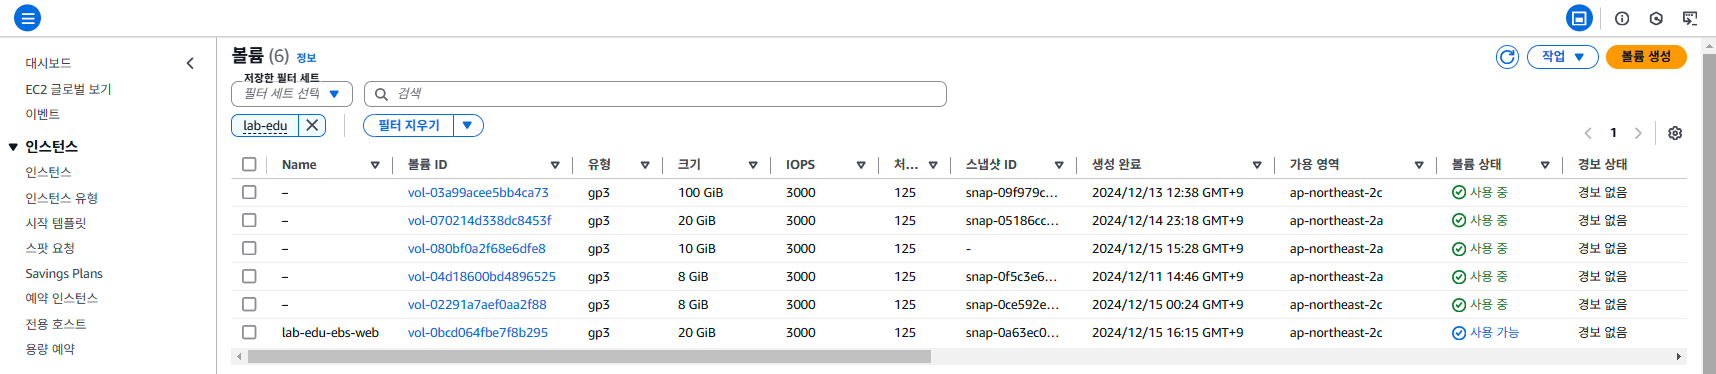 대시보드
EC2 글로벌 보기
이벤트
인스턴스
인스턴스
인스턴스 유형
시작 템플릿
스팟 요청
Savings Plans
예약 인스턴스
전용 호스트
용량 예약
볼륨 (6) 정보
작업
볼륨 생성
저장한 필터 세트
필터 세트 선택
검색
lab-edu
필터 지우기
1
Name 볼륨 ID 유형 크기 IOPS 처... 스냅샷 ID 생성 완료 가용 영역 볼륨 상태 경보 상태
– vol-03a99acee5bb4ca73 gp3 100 GiB 3000 125 snap-09f979c... 2024/12/13 12:38 GMT+9 ap-northeast-2c 사용 중 경보 없음
– vol-070214d338dc8453f gp3 20 GiB 3000 125 snap-05186cc... 2024/12/14 23:18 GMT+9 ap-northeast-2a 사용 중 경보 없음
– vol-080bf0a2f68e6dfe8 gp3 10 GiB 3000 125 - 2024/12/15 15:28 GMT+9 ap-northeast-2a 사용 중 경보 없음
– vol-04d18600bd4896525 gp3 8 GiB 3000 125 snap-0f5c3e6... 2024/12/11 14:46 GMT+9 ap-northeast-2a 사용 중 경보 없음
– vol-02291a7aef0aa2f88 gp3 8 GiB 3000 125 snap-0ce592e... 2024/12/15 00:24 GMT+9 ap-northeast-2c 사용 중 경보 없음
lab-edu-ebs-web vol-0bcd064fbe7f8b295 gp3 20 GiB 3000 125 snap-0a63ec0... 2024/12/15 16:15 GMT+9 ap-northeast-2c 사용 가능 경보 없음